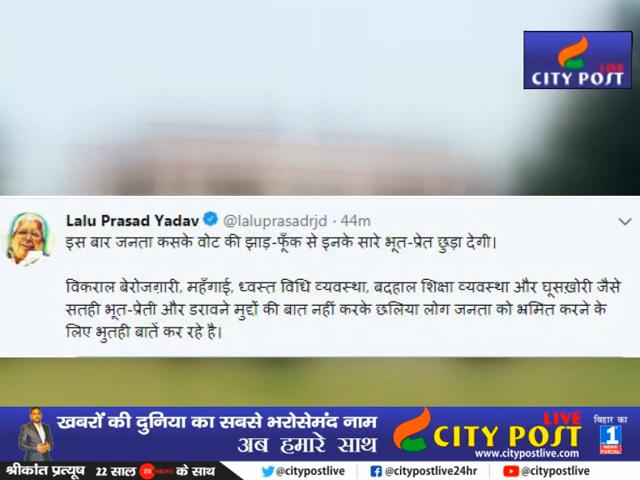 LIVE
CITY POST
Lalu Prasad Yadav @laluprasadrjd · 44m
इस बार जनता कसके वोट की झाड़-फूँक से इनके सारे भूत-प्रेत छुड़ा देगी।
विकराल बेरोजग़ारी, महँगाई, ध्वस्त विधि व्यवस्था, बदहाल शिक्षा व्यवस्था और घूसख़ोरी जैसे
सतही भूत-प्रेती और डरावने मुद्दों की बात नहीं करके छलिया लोग जनता को भ्रमित करने के
लिए भुतही बातें कर रहे है।
खबरों की दुनिया का सबसे भरोसेमंद नाम
अब हमारे साथ
LIVE
CITY POST
www.citypostlive.com
बिहार का
1
NEWS PORTAL
श्रीकांत प्रत्यूष 22 साल ZEE NEWS के साथ
@citypostlive
@citypostlive24hr
@citypostlive